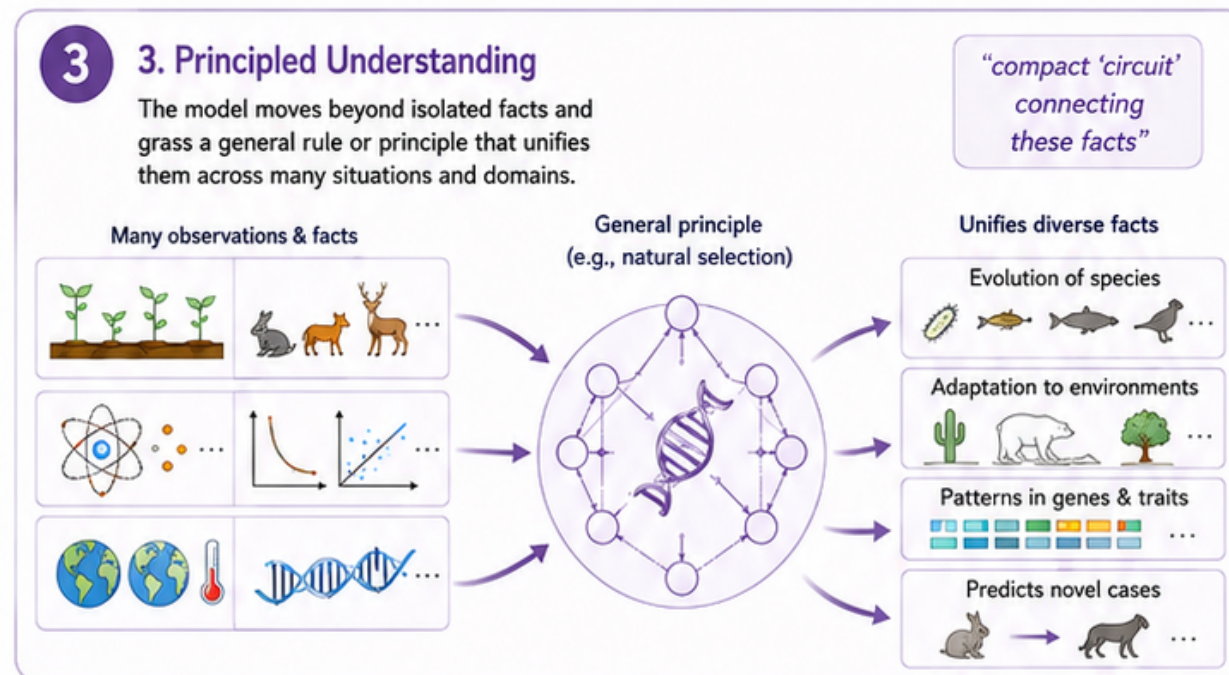 3
3. Principled Understanding
The model moves beyond isolated facts and
grass a general rule or principle that unifies
them across many situations and domains.
“compact ‘circuit’
connecting
these facts”
Many observations & facts
...
...
...
...
...
General principle
(e.g., natural selection)
Unifies diverse facts
Evolution of species
...
Adaptation to environments
...
Patterns in genes & traits
...
Predicts novel cases
...